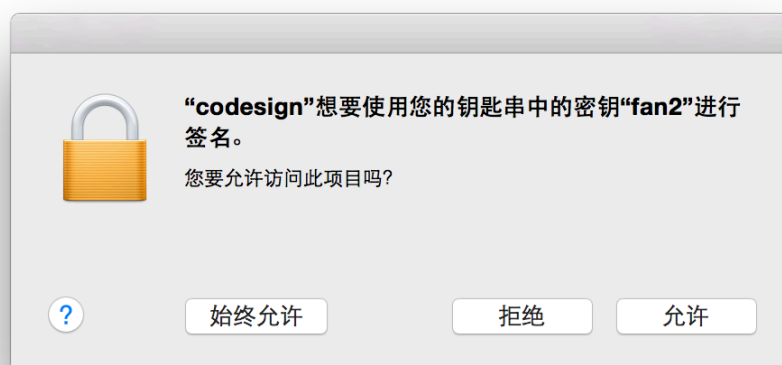 “codesign”想要使用您的钥匙串中的密钥“fan2”进行
签名。
您要允许访问此项目吗?
?
始终允许
拒绝
允许